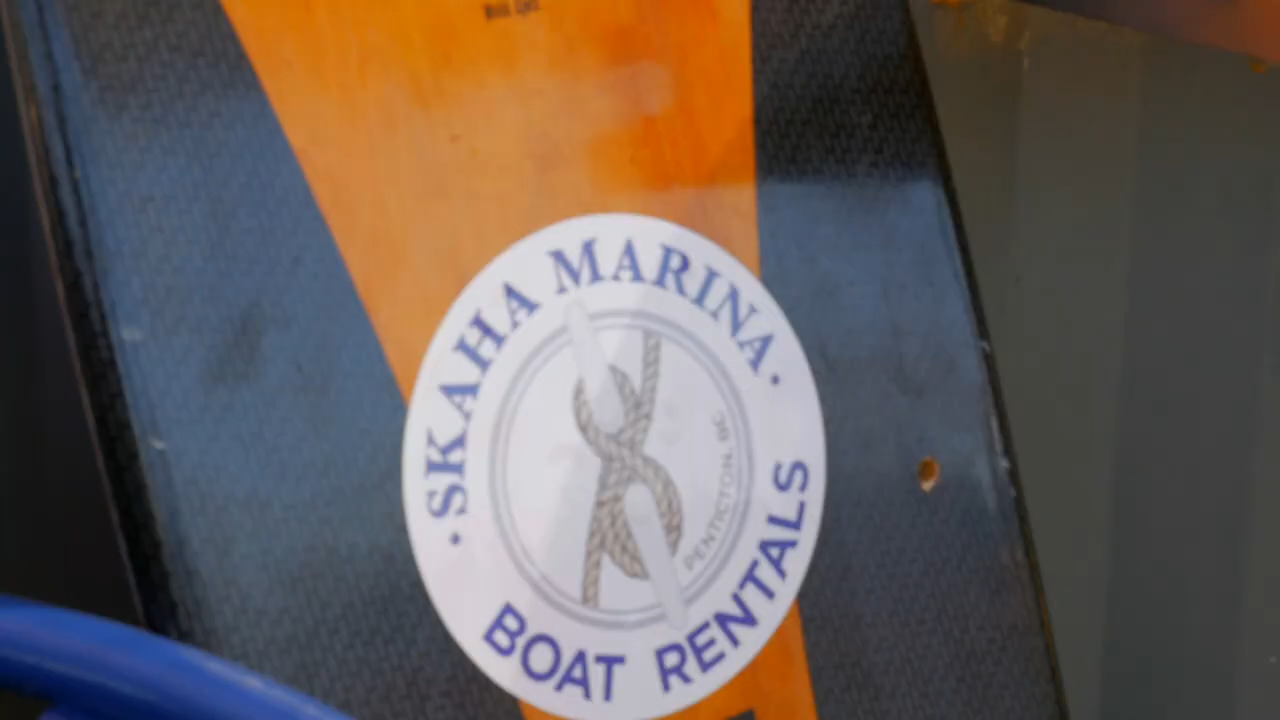 · SKAHA MARINA ·
PENTICTON, BC
BOAT RENTALS